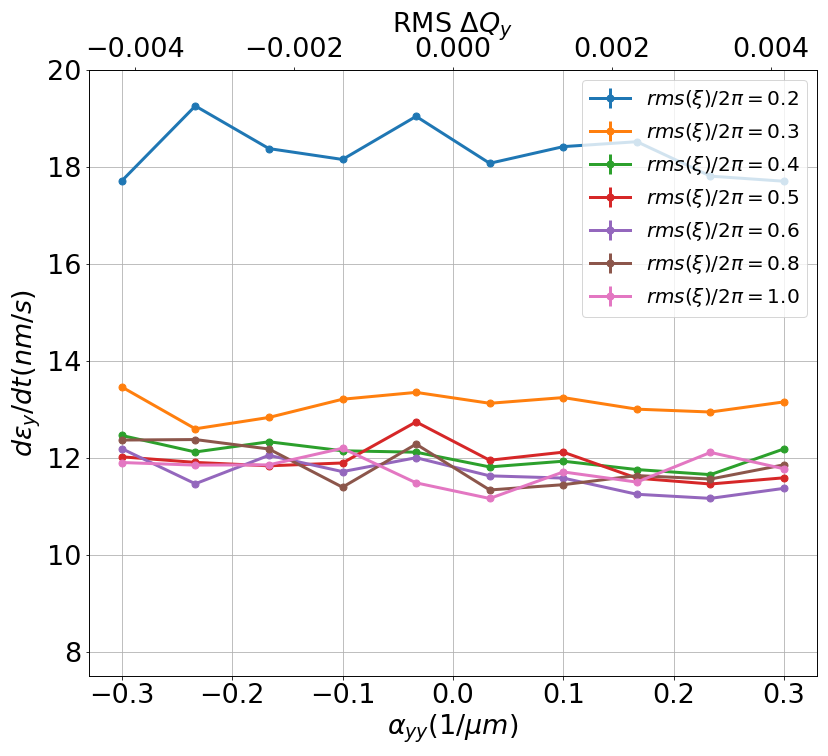 RMS ΔQ_y
−0.004 −0.002 0.000 0.002 0.004
20
18
16
14
12
10
8
dε_y/dt(nm/s)
rms(ξ)/2π = 0.2
rms(ξ)/2π = 0.3
rms(ξ)/2π = 0.4
rms(ξ)/2π = 0.5
rms(ξ)/2π = 0.6
rms(ξ)/2π = 0.8
rms(ξ)/2π = 1.0
−0.3 −0.2 −0.1 0.0 0.1 0.2 0.3
α_yy(1/μm)